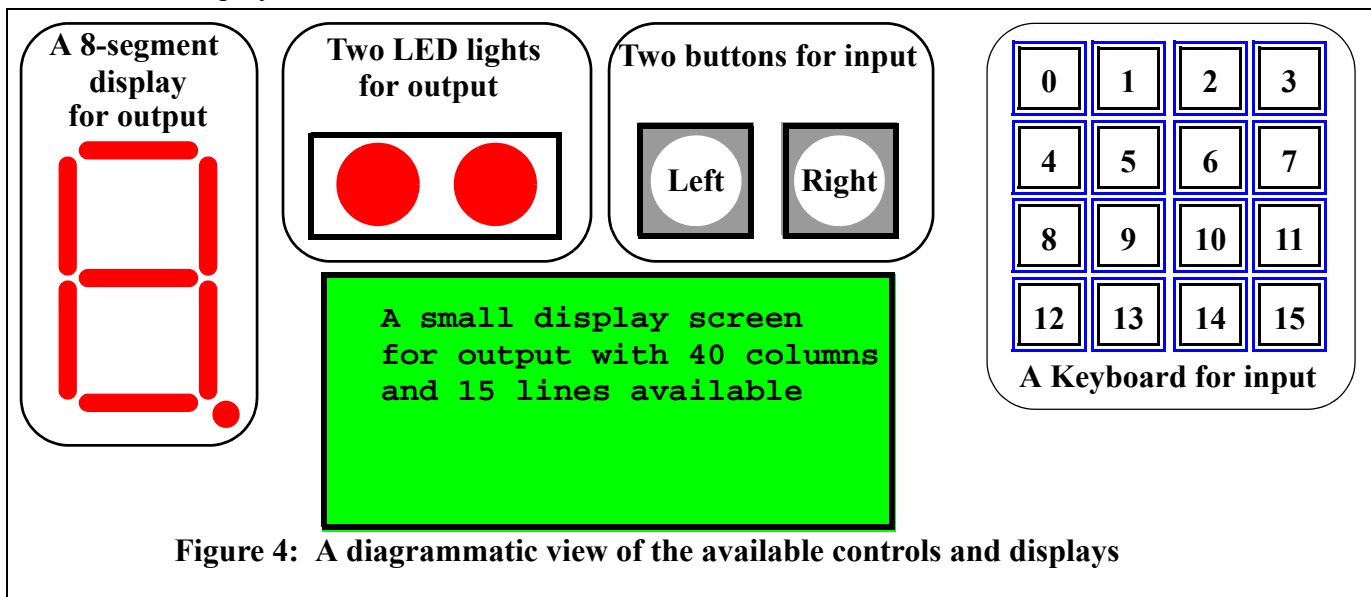 A 8-segment
display
for output
Two LED lights
for output
Two buttons for input
Left Right
0 1 2 3
4 5 6 7
8 9 10 11
12 13 14 15
A Keyboard for input
A small display screen
for output with 40 columns
and 15 lines available
Figure 4: A diagrammatic view of the available controls and displays